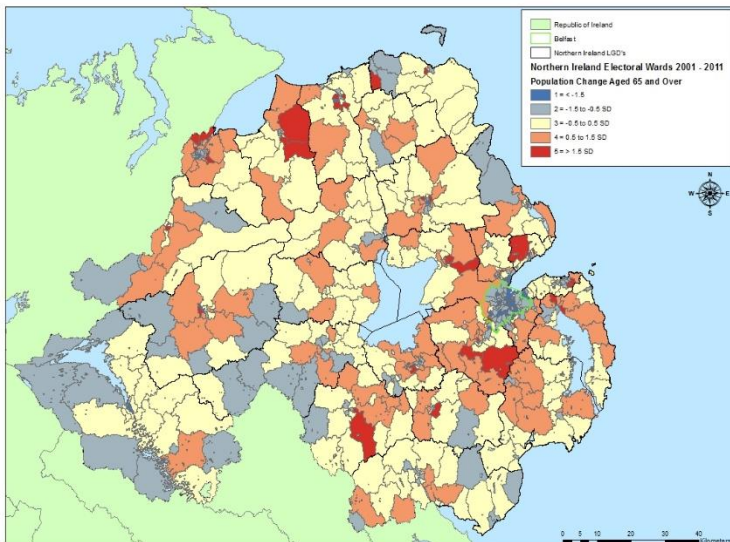 Republic of Ireland
Belfast
Northern Ireland LGD's
Northern Ireland Electoral Wards 2001 - 2011
Population Change Aged 65 and Over
1 = < -1.5
2 = -1.5 to -0.5 SD
3 = -0.5 to 0.5 SD
4 = 0.5 to 1.5 SD
5 = > 1.5 SD
N
W E
S
0 5 10 20 30 40